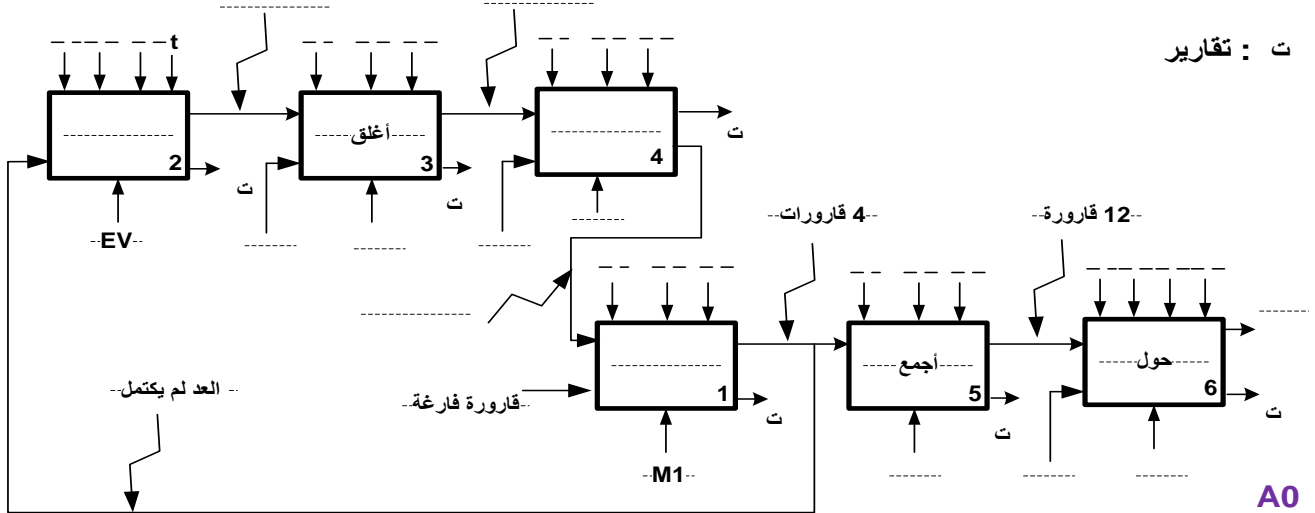 ت : تقارير
t
2
ت
EV
أغلق
3
ت
4
ت
4 قارورات
12 قارورة
العد لم يكتمل
قارورة فارغة
1
ت
M1
أجمع
5
ت
حول
6
ت
A0